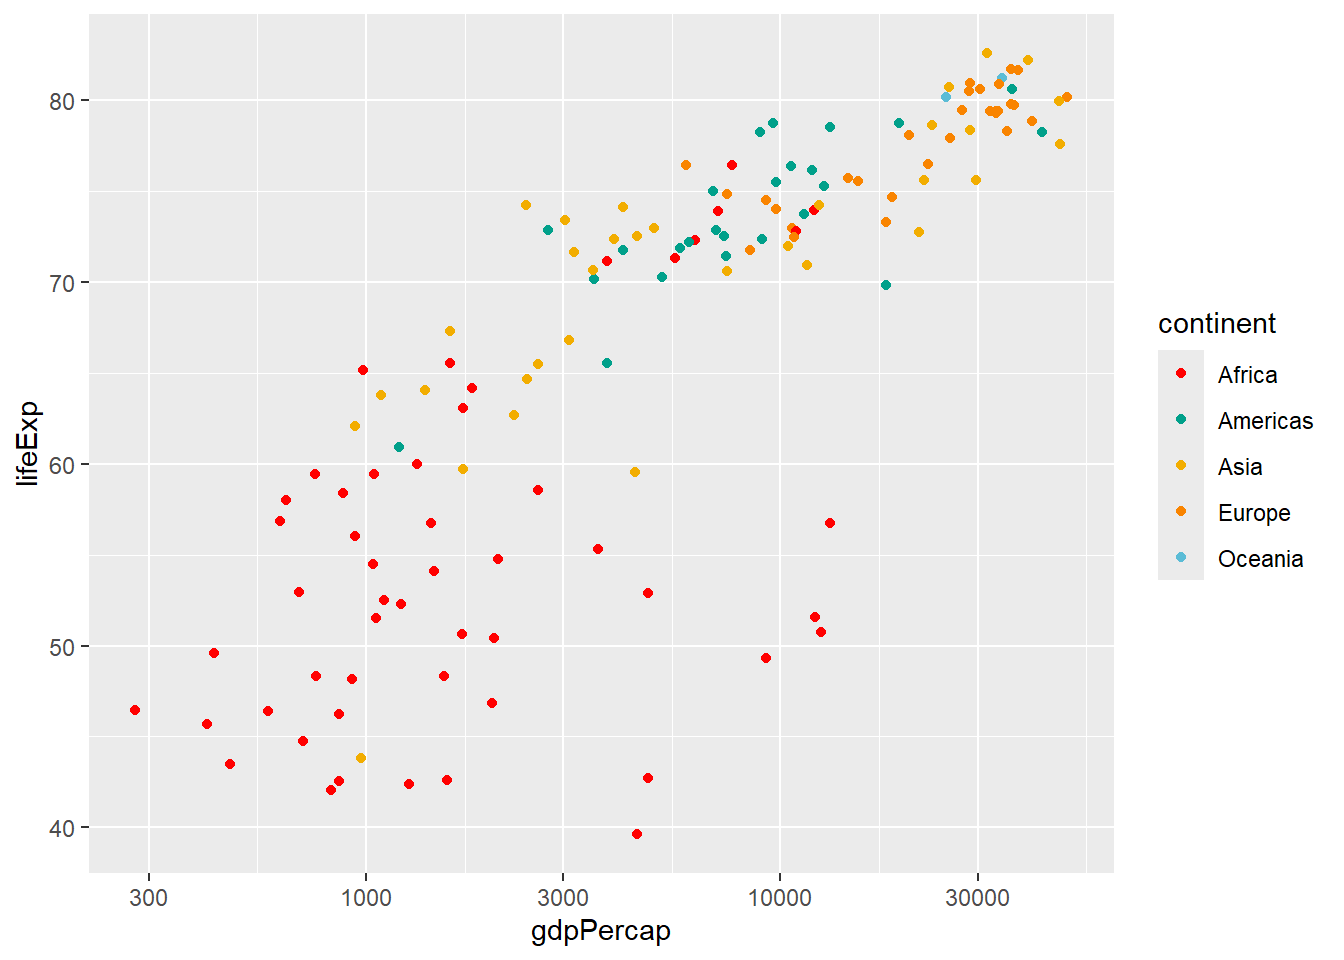 80
70
60
50
40
lifeExp
300
1000
3000
10000
30000
gdpPercap
continent
Africa
Americas
Asia
Europe
Oceania